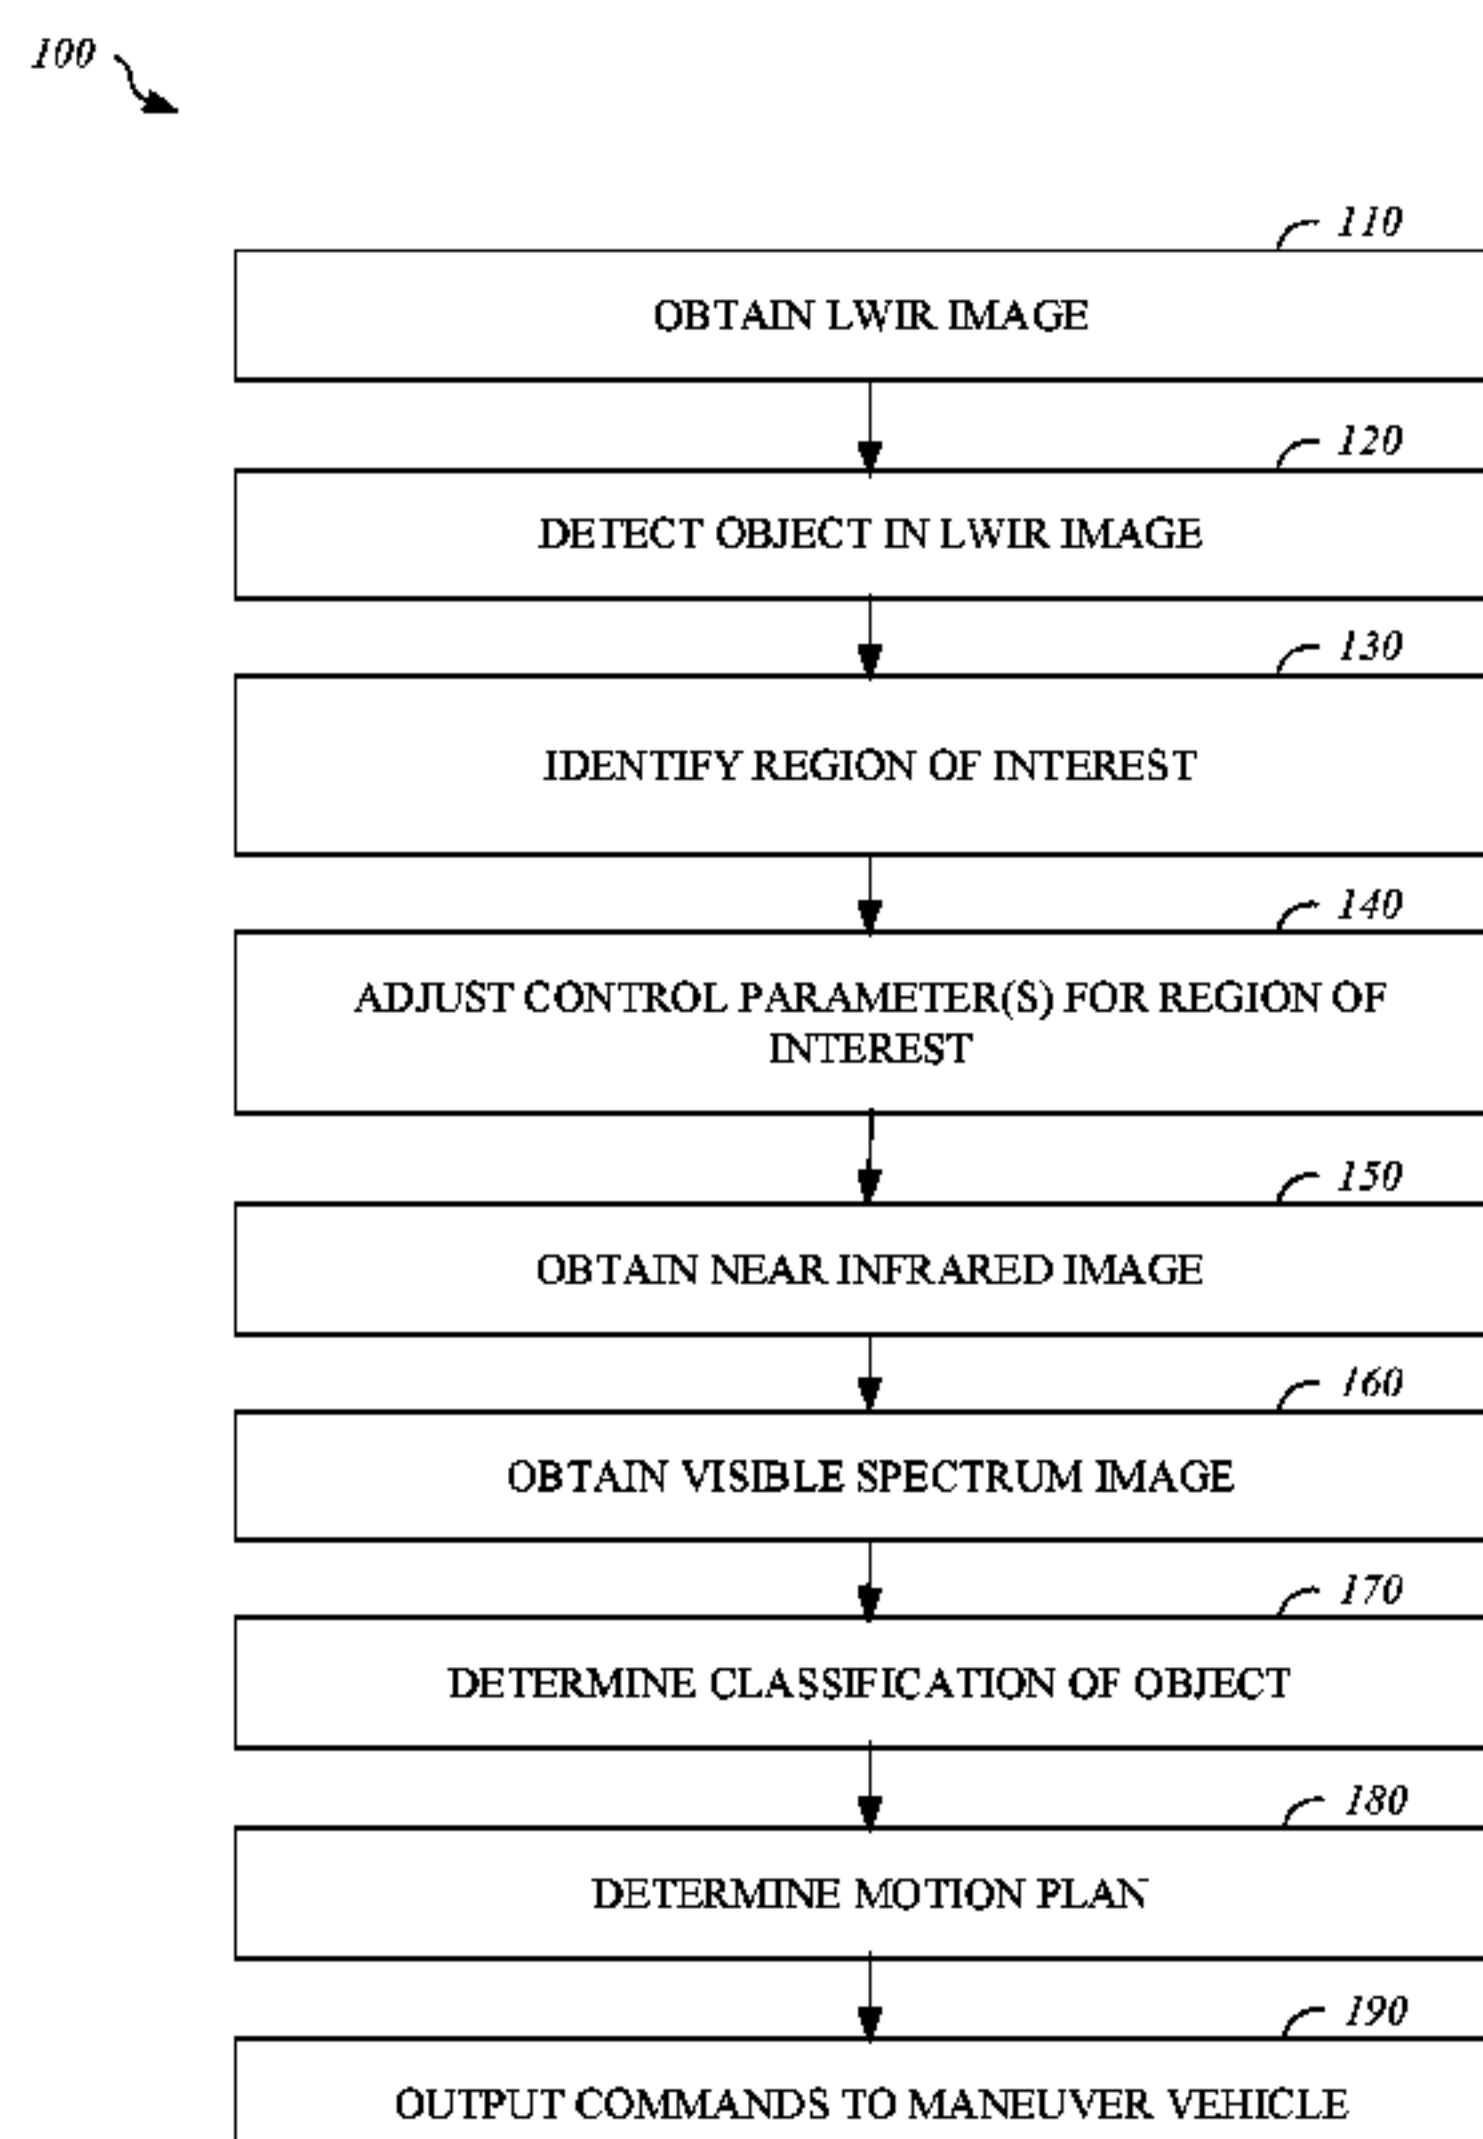 100
110
OBTAIN LWIR IMAGE
120
DETECT OBJECT IN LWIR IMAGE
130
IDENTIFY REGION OF INTEREST
140
ADJUST CONTROL PARAMETER(S) FOR REGION OF
INTEREST
150
OBTAIN NEAR INFRARED IMAGE
160
OBTAIN VISIBLE SPECTRUM IMAGE
170
DETERMINE CLASSIFICATION OF OBJECT
180
DETERMINE MOTION PLAN
190
OUTPUT COMMANDS TO MANEUVER VEHICLE